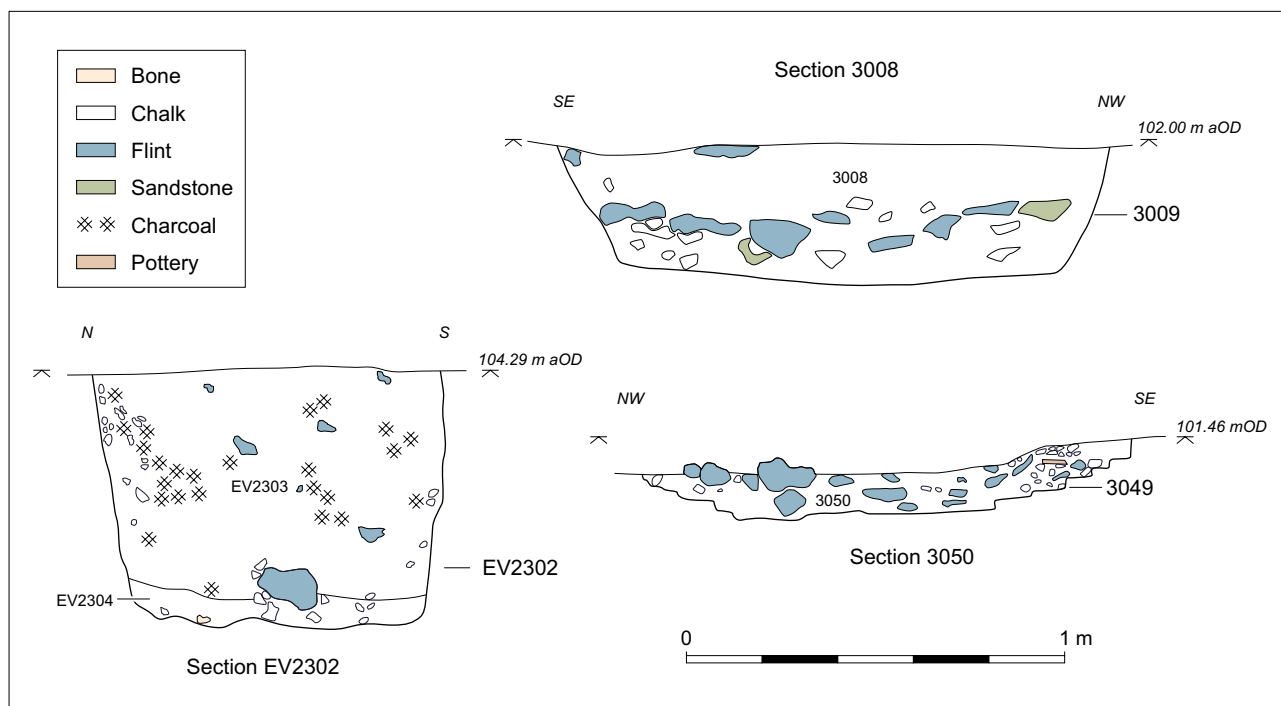 Bone
Chalk
Flint
Sandstone
Charcoal
Pottery
Section 3008
SE
NW
102.00 m aOD
3008
3009
N
S
104.29 m aOD
EV2303
EV2302
EV2304
Section EV2302
NW
SE
101.46 mOD
3050
3049
Section 3050
0
1 m